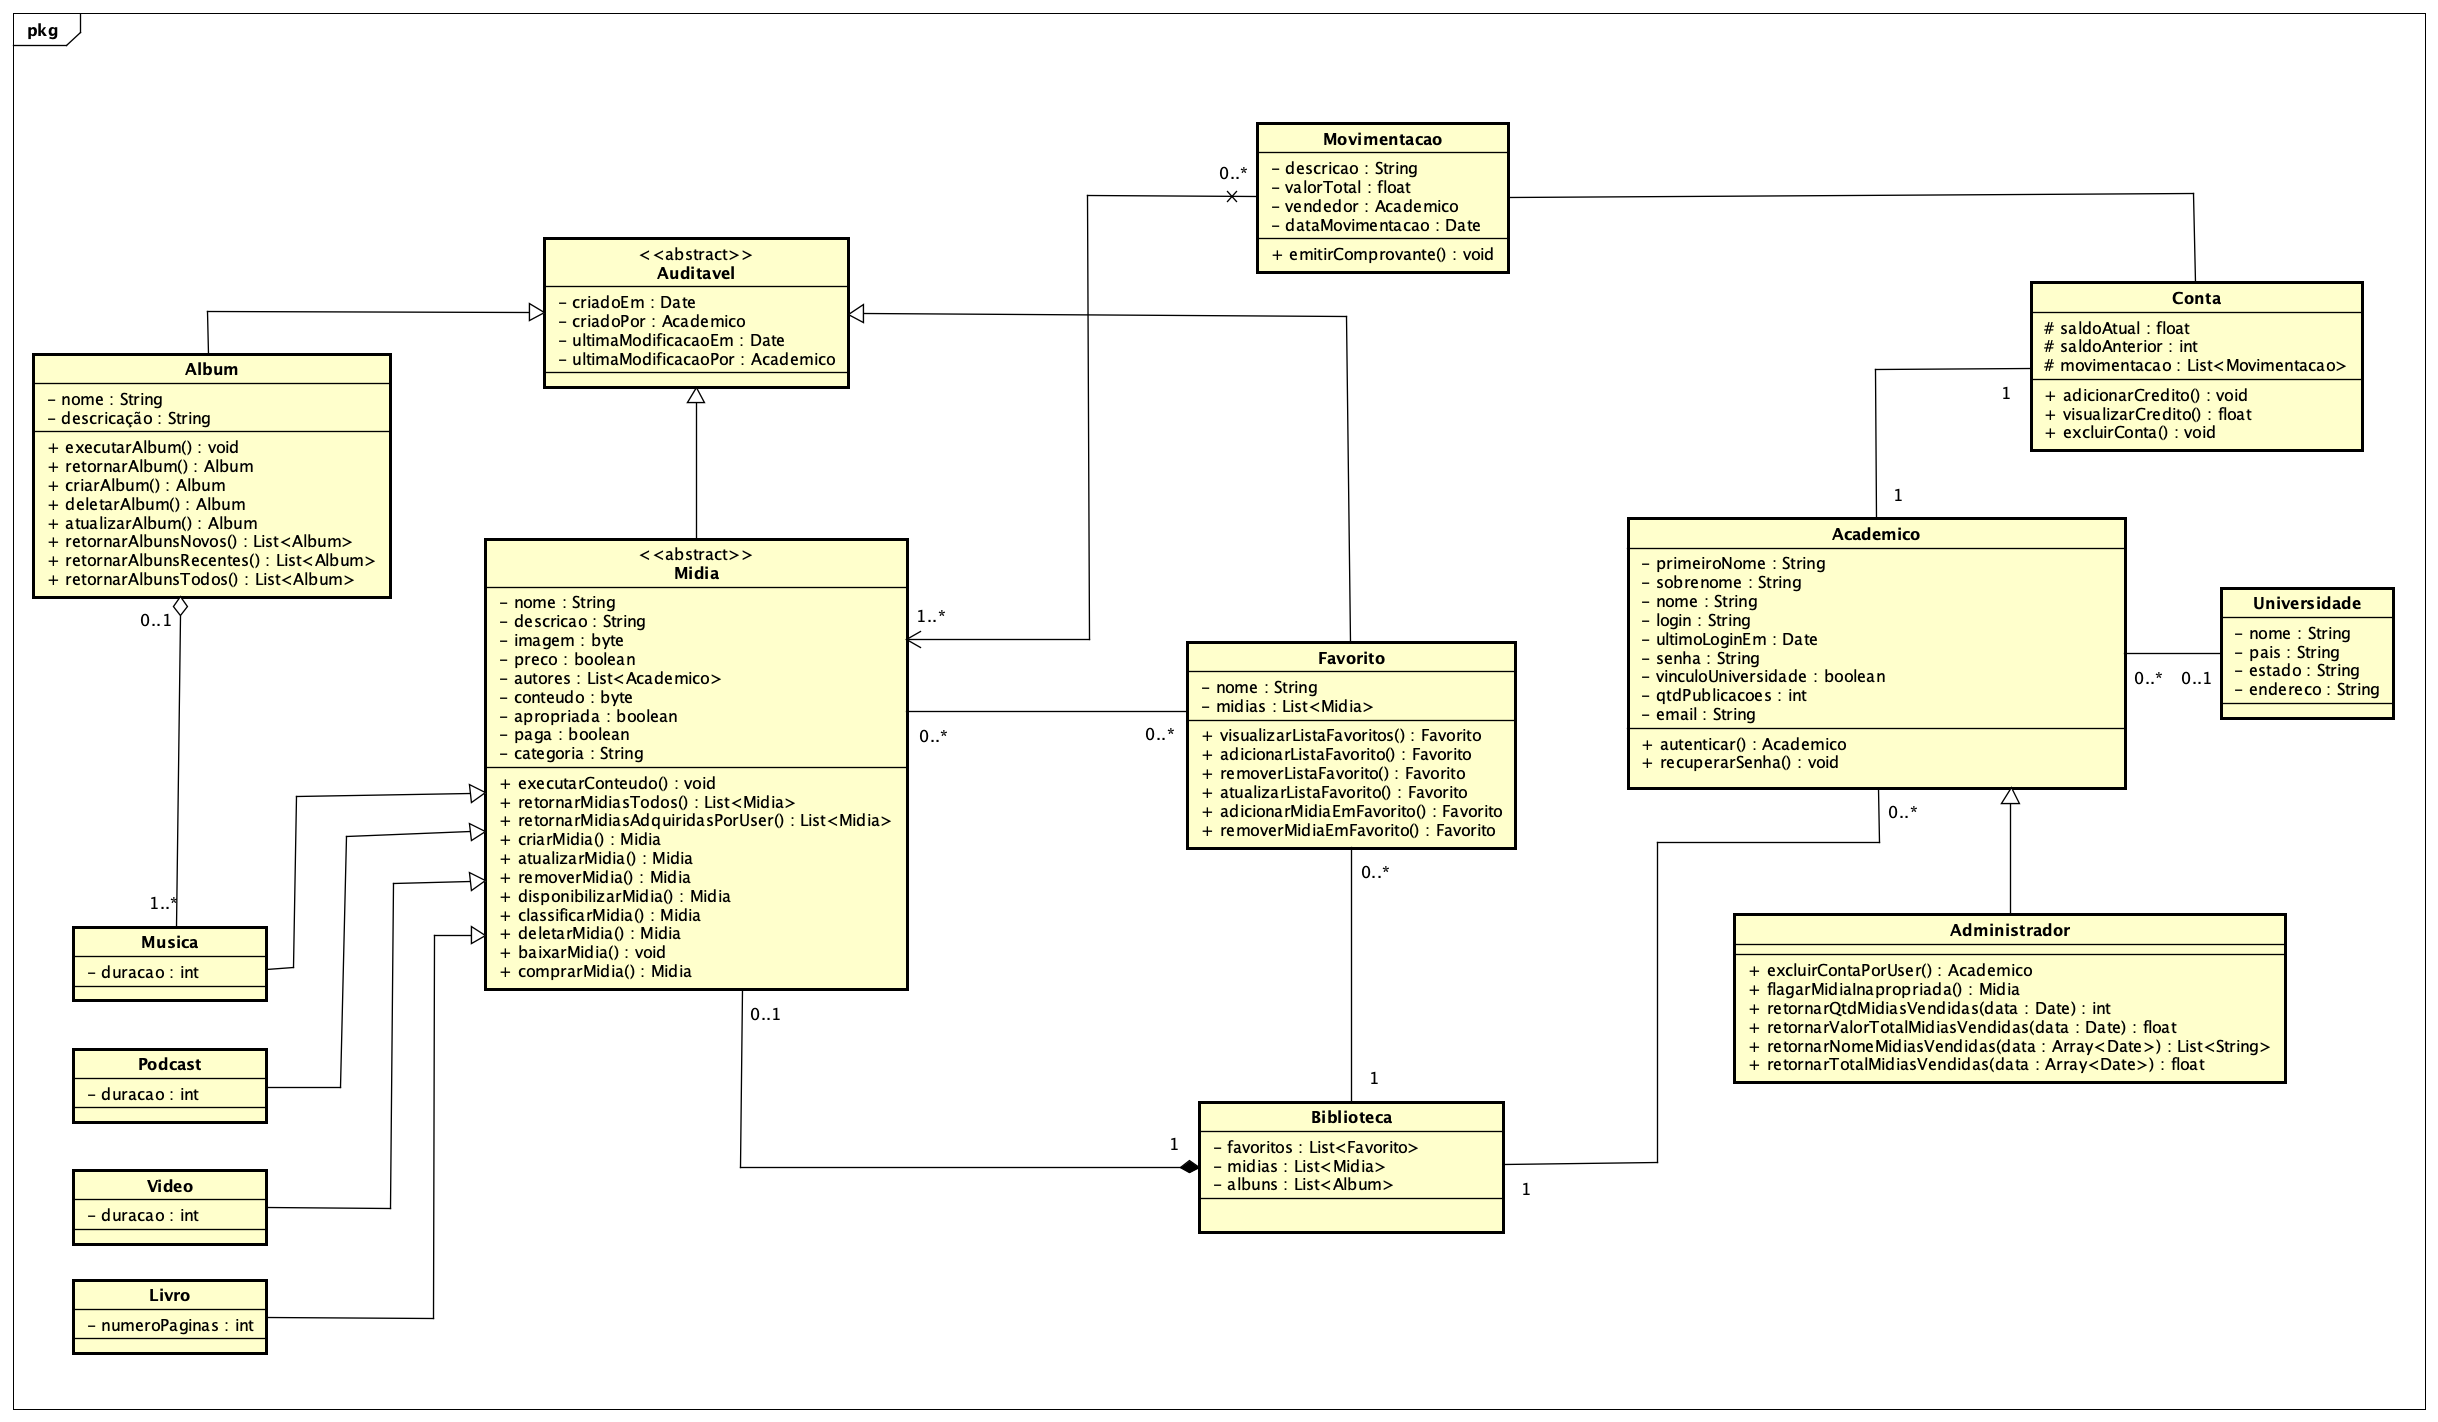 pkg
Movimentacao
– descricao : String
– valorTotal : float
– vendedor : Academico
– dataMovimentacao : Date
+ emitirComprovante() : void
0..*
<<abstract>>
Auditavel
– criadoEm : Date
– criadoPor : Academico
– ultimaModificacaoEm : Date
– ultimaModificacaoPor : Academico
Conta
# saldoAtual : float
# saldoAnterior : int
# movimentacao : List<Movimentacao>
+ adicionarCredito() : void
+ visualizarCredito() : float
+ excluirConta() : void
1
1
Album
– nome : String
– descricação : String
+ executarAlbum() : void
+ retornarAlbum() : Album
+ criarAlbum() : Album
+ deletarAlbum() : Album
+ atualizarAlbum() : Album
+ retornarAlbunsNovos() : List<Album>
+ retornarAlbunsRecentes() : List<Album>
+ retornarAlbunsTodos() : List<Album>
0..1
1..*
<<abstract>>
Midia
– nome : String
– descricao : String
– imagem : byte
– preco : boolean
– autores : List<Academico>
– conteudo : byte
– apropriada : boolean
– paga : boolean
– categoria : String
+ executarConteudo() : void
+ retornarMidiasTodos() : List<Midia>
+ retornarMidiasAdquiridasPorUser() : List<Midia>
+ criarMidia() : Midia
+ atualizarMidia() : Midia
+ removerMidia() : Midia
+ disponibilizarMidia() : Midia
+ classificarMidia() : Midia
+ deletarMidia() : Midia
+ baixarMidia() : void
+ comprarMidia() : Midia
1..*
0..*
0..*
0..1
Favorito
– nome : String
– midias : List<Midia>
+ visualizarListaFavoritos() : Favorito
+ adicionarListaFavorito() : Favorito
+ removerListaFavorito() : Favorito
+ atualizarListaFavorito() : Favorito
+ adicionarMidiaEmFavorito() : Favorito
+ removerMidiaEmFavorito() : Favorito
0..*
1
Academico
– primeiroNome : String
– sobrenome : String
– nome : String
– login : String
– ultimoLoginEm : Date
– senha : String
– vinculoUniversidade : boolean
– qtdPublicacoes : int
– email : String
+ autenticar() : Academico
+ recuperarSenha() : void
0..*
0..1
0..*
Universidade
– nome : String
– pais : String
– estado : String
– endereco : String
Administrador
+ excluirContaPorUser() : Academico
+ flagarMidiaInapropriada() : Midia
+ retornarQtdMidiasVendidas(data : Date) : int
+ retornarValorTotalMidiasVendidas(data : Date) : float
+ retornarNomeMidiasVendidas(data : Array<Date>) : List<String>
+ retornarTotalMidiasVendidas(data : Array<Date>) : float
Musica
– duracao : int
Podcast
– duracao : int
Video
– duracao : int
Livro
– numeroPaginas : int
Biblioteca
– favoritos : List<Favorito>
– midias : List<Midia>
– albuns : List<Album>
1
1